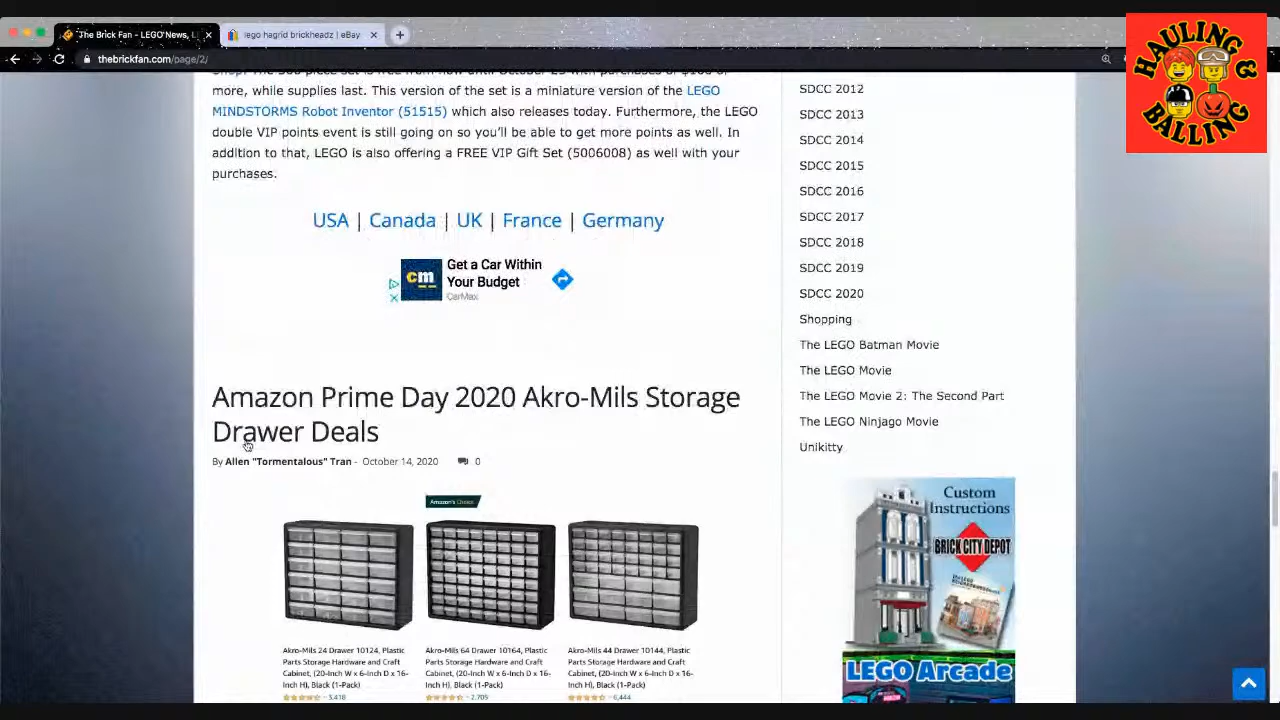 The Brick Fan - LEGO News, L
lego hagrid brickheadz | eBay
thebrickfan.com/page/2/
HAULING &
BALLING
more, while supplies last. This version of the set is a miniature version of the LEGO
MINDSTORMS Robot Inventor (51515) which also releases today. Furthermore, the LEGO
double VIP points event is still going on so you'll be able to get more points as well. In
addition to that, LEGO is also offering a FREE VIP Gift Set (5006008) as well with your
purchases.
USA | Canada | UK | France | Germany
cm
Get a Car Within
Your Budget
CarMax
Amazon Prime Day 2020 Akro-Mils Storage
Drawer Deals
By Allen "Tormentalous" Tran - October 14, 2020 0
Amazon's Choice
Akro-Mils 24 Drawer 10124, Plastic
Parts Storage Hardware and Craft
Cabinet, (20-Inch W x 6-Inch D x 16-
Inch H), Black (1-Pack)
3,418
Akro-Mils 64 Drawer 10164, Plastic
Parts Storage Hardware and Craft
Cabinet, (20-Inch W x 6-Inch D x 16-
Inch H), Black (1-Pack)
2,705
Akro-Mils 44 Drawer 10144, Plastic
Parts Storage Hardware and Craft
Cabinet, (20-Inch W x 6-Inch D x 16-
Inch H), Black (1-Pack)
6,444
SDCC 2012
SDCC 2013
SDCC 2014
SDCC 2015
SDCC 2016
SDCC 2017
SDCC 2018
SDCC 2019
SDCC 2020
Shopping
The LEGO Batman Movie
The LEGO Movie
The LEGO Movie 2: The Second Part
The LEGO Ninjago Movie
Unikitty
Custom
Instructions
BRICK CITY DEPOT
LEGO Arcade